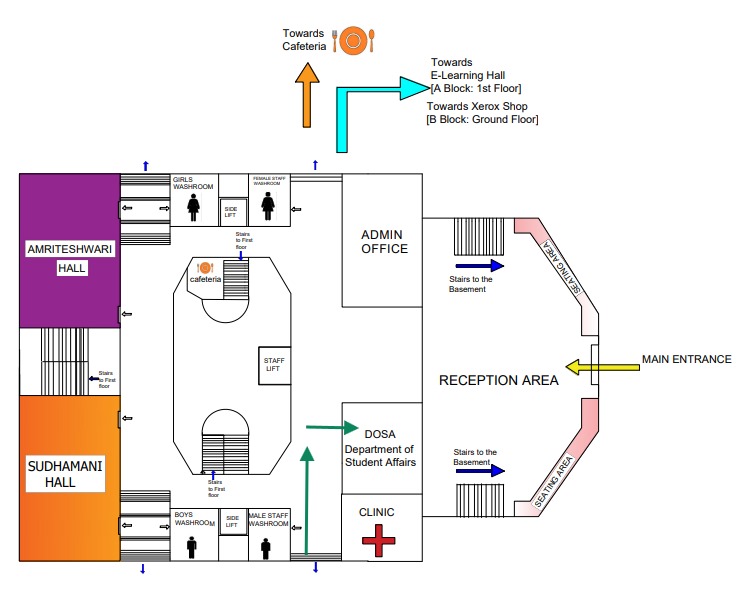 Towards
Cafeteria
Towards
E-Learning Hall
[A Block: 1st Floor]
Towards Xerox Shop
[B Block: Ground Floor]
GIRLS
WASHROOM
SIDE
LIFT
FEMALE STAFF
WASHROOM
ADMIN
OFFICE
AMRITESHWARI
HALL
Stairs
to First
floor
cafeteria
Stairs to the
Basement
SEATING AREA
STAFF
LIFT
MAIN ENTRANCE
RECEPTION AREA
Stairs
to First
floor
DOSA
Department of
Student Affairs
SUDHAMANI
HALL
Stairs
to First
floor
Stairs to the
Basement
SEATING AREA
BOYS
WASHROOM
SIDE
LIFT
MALE STAFF
WASHROOM
CLINIC